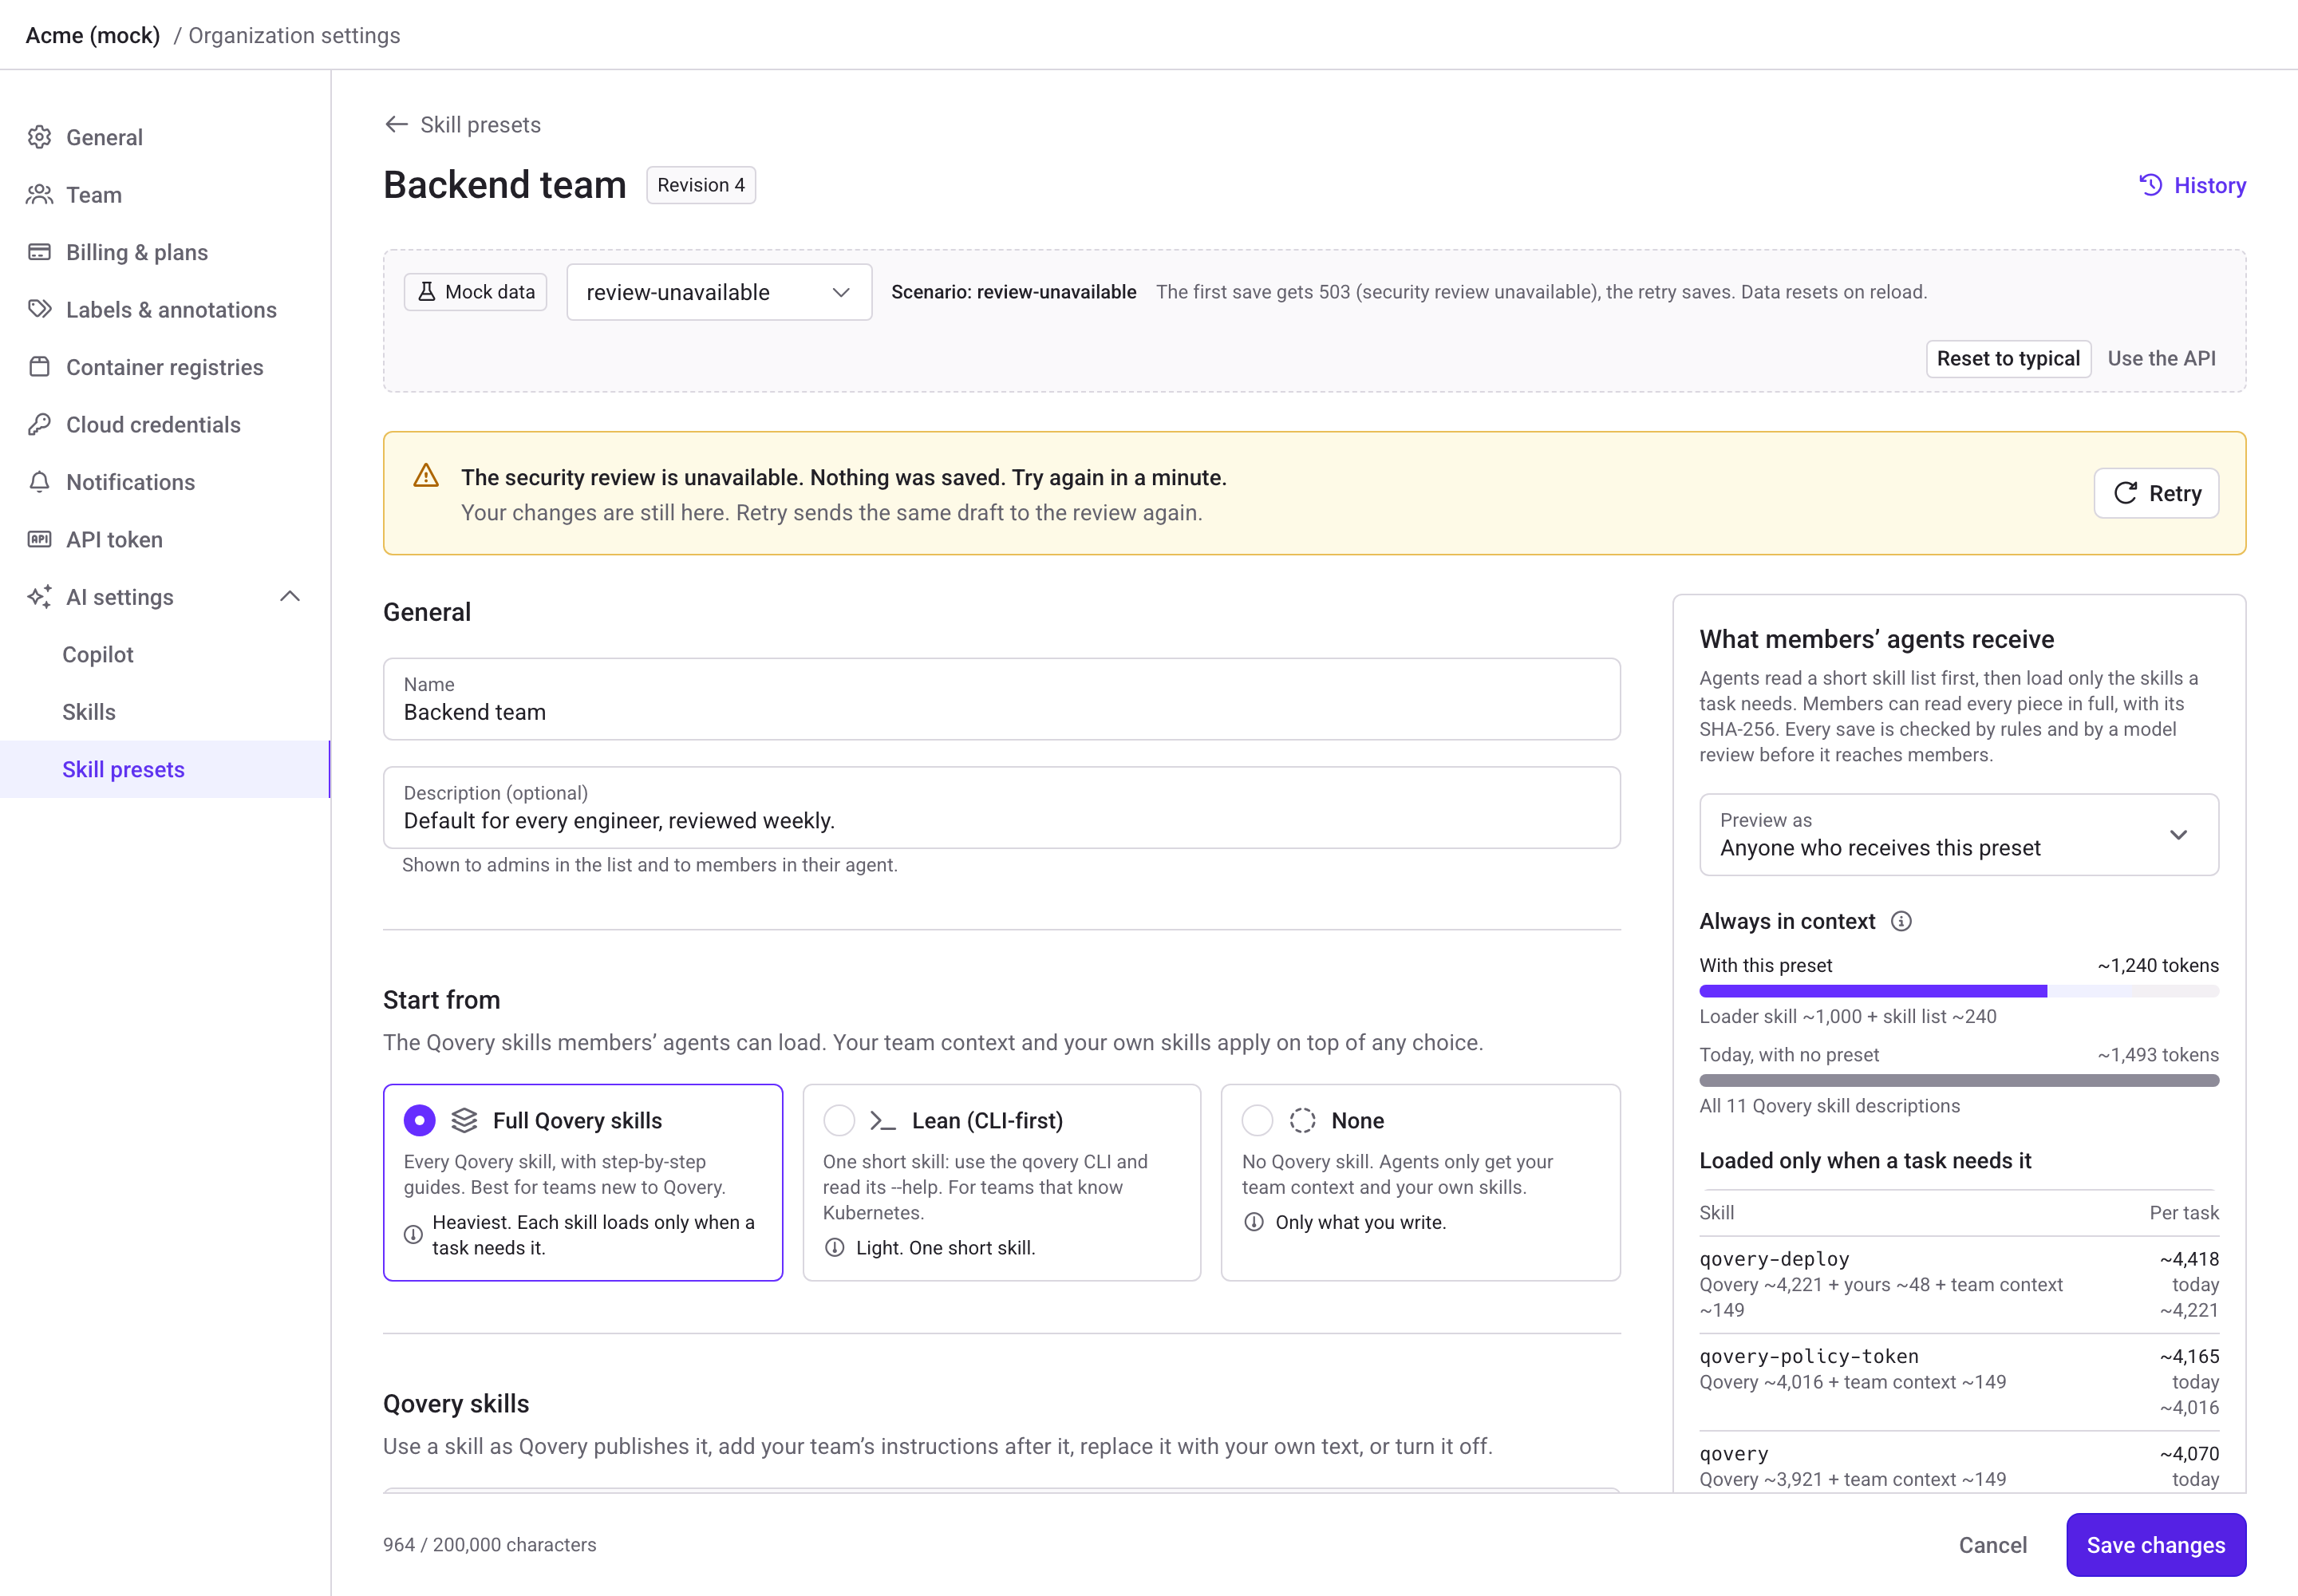 Acme (mock) / Organization settings
General
Team
Billing & plans
Labels & annotations
Container registries
Cloud credentials
Notifications
API token
AI settings
Copilot
Skills
Skill presets
Skill presets
Backend team
Revision 4
History
Mock data
review-unavailable
Scenario: review-unavailable The first save gets 503 (security review unavailable), the retry saves. Data resets on reload.
Reset to typical
Use the API
The security review is unavailable. Nothing was saved. Try again in a minute.
Your changes are still here. Retry sends the same draft to the review again.
Retry
General
Name
Backend team
Description (optional)
Default for every engineer, reviewed weekly.
Shown to admins in the list and to members in their agent.
Start from
The Qovery skills members’ agents can load. Your team context and your own skills apply on top of any choice.
Full Qovery skills
Every Qovery skill, with step-by-step
guides. Best for teams new to Qovery.
Heaviest. Each skill loads only when a
task needs it.
Lean (CLI-first)
One short skill: use the qovery CLI and
read its --help. For teams that know
Kubernetes.
Light. One short skill.
None
No Qovery skill. Agents only get your
team context and your own skills.
Only what you write.
Qovery skills
Use a skill as Qovery publishes it, add your team’s instructions after it, replace it with your own text, or turn it off.
What members’ agents receive
Agents read a short skill list first, then load only the skills a
task needs. Members can read every piece in full, with its
SHA-256. Every save is checked by rules and by a model
review before it reaches members.
Preview as
Anyone who receives this preset
Always in context
With this preset ~1,240 tokens
Loader skill ~1,000 + skill list ~240
Today, with no preset ~1,493 tokens
All 11 Qovery skill descriptions
Loaded only when a task needs it
Skill Per task
qovery-deploy ~4,418
Qovery ~4,221 + yours ~48 + team context today
~149 ~4,221
qovery-policy-token ~4,165
Qovery ~4,016 + team context ~149 today
~4,016
qovery ~4,070
Qovery ~3,921 + team context ~149 today
964 / 200,000 characters
Cancel
Save changes